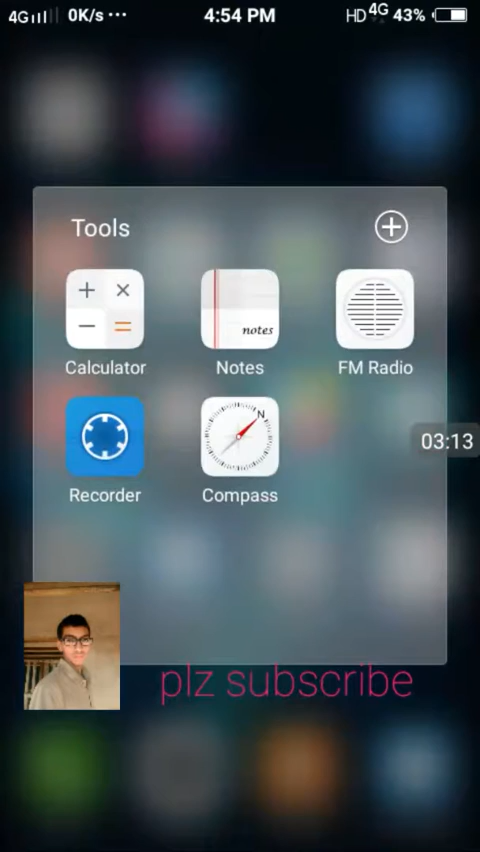 4G 0K/s ··· 4:54 PM HD 4G 43%
Tools
Calculator Notes FM Radio
notes
Recorder Compass
N
03:13
plz subscribe